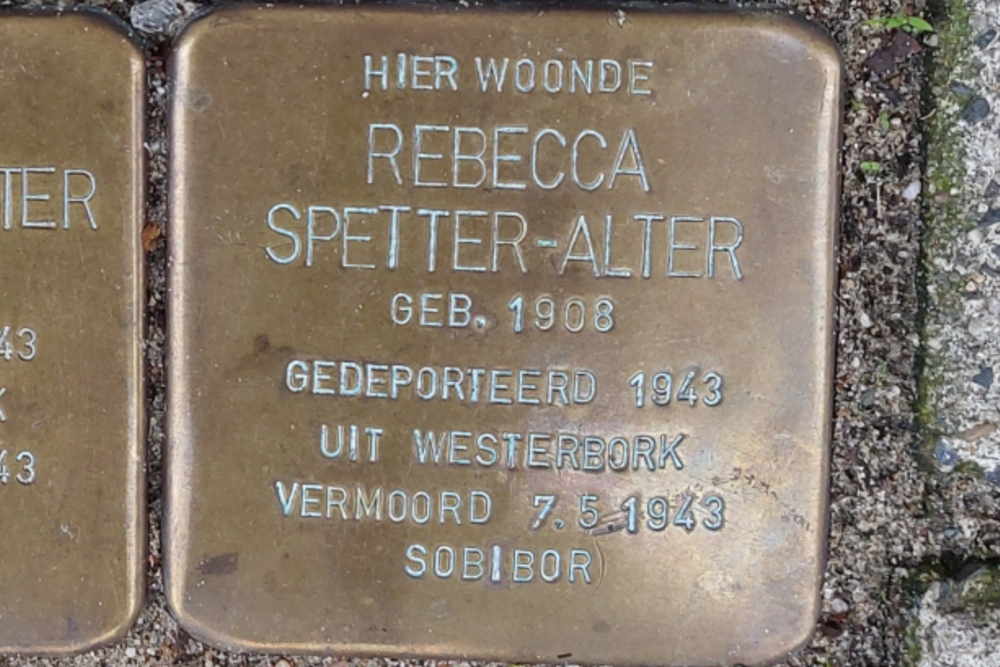 HIER WOONDE
REBECCA
SPETTER-ALTER
GEB. 1908
GEDEPORTEERD 1943
UIT WESTERBORK
VERMOORD 7.5.1943
SOBIBOR